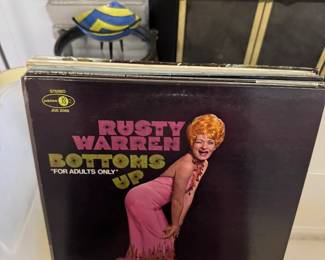 STEREO
RUSTY
WARREN
BOTTOMS
UP
"FOR ADULTS ONLY"